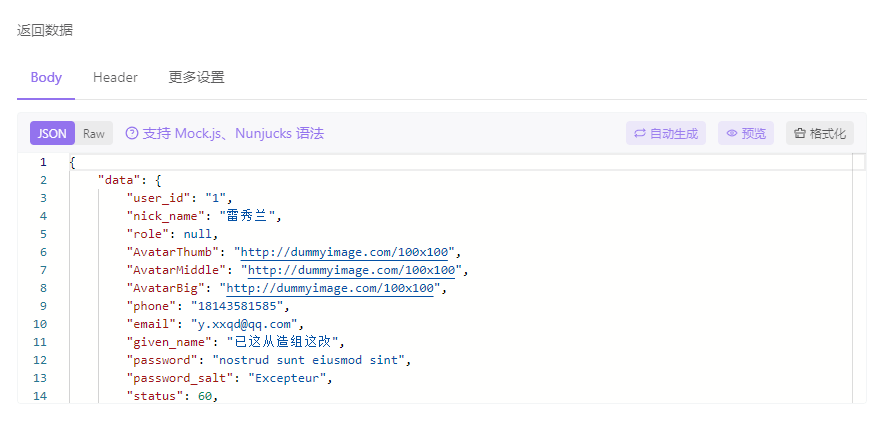 返回数据
Body Header 更多设置
JSON Raw 支持 Mock.js、Nunjucks 语法 自动生成 预览 格式化
1 {
2 "data": {
3 "user_id": "1",
4 "nick_name": "雷秀兰",
5 "role": null,
6 "AvatarThumb": "http://dummyimage.com/100x100",
7 "AvatarMiddle": "http://dummyimage.com/100x100",
8 "AvatarBig": "http://dummyimage.com/100x100",
9 "phone": "18143581585",
10 "email": "y.xxqd@qq.com",
11 "given_name": "已这从造组这改",
12 "password": "nostrud sunt eiusmod sint",
13 "password_salt": "Excepteur",
14 "status": 60,